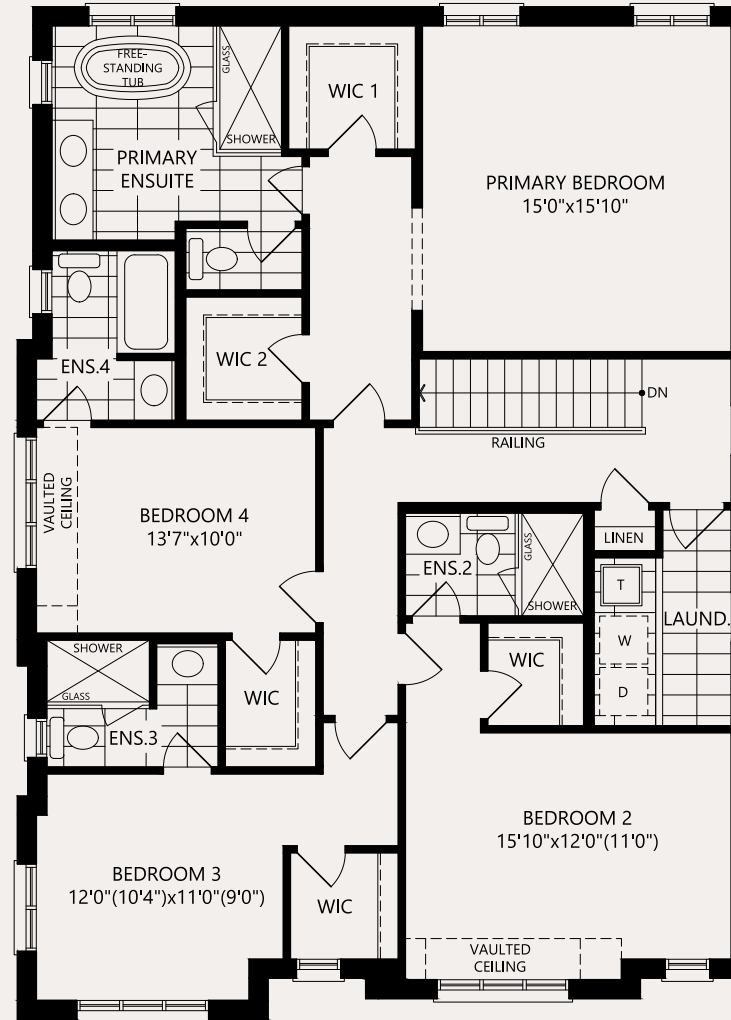 FREE-
STANDING
TUB
GLASS
SHOWER
WIC 1
PRIMARY
ENSUITE
PRIMARY BEDROOM
15'0"x15'10"
WIC 2
ENS.4
DN
RAILING
VAULTED
CEILING
BEDROOM 4
13'7"x10'0"
ENS.2
GLASS
SHOWER
LINEN
T
LAUND.
W
D
WIC
SHOWER
GLASS
ENS.3
WIC
BEDROOM 2
15'10"x12'0"(11'0")
BEDROOM 3
12'0"(10'4")x11'0"(9'0")
WIC
VAULTED
CEILING